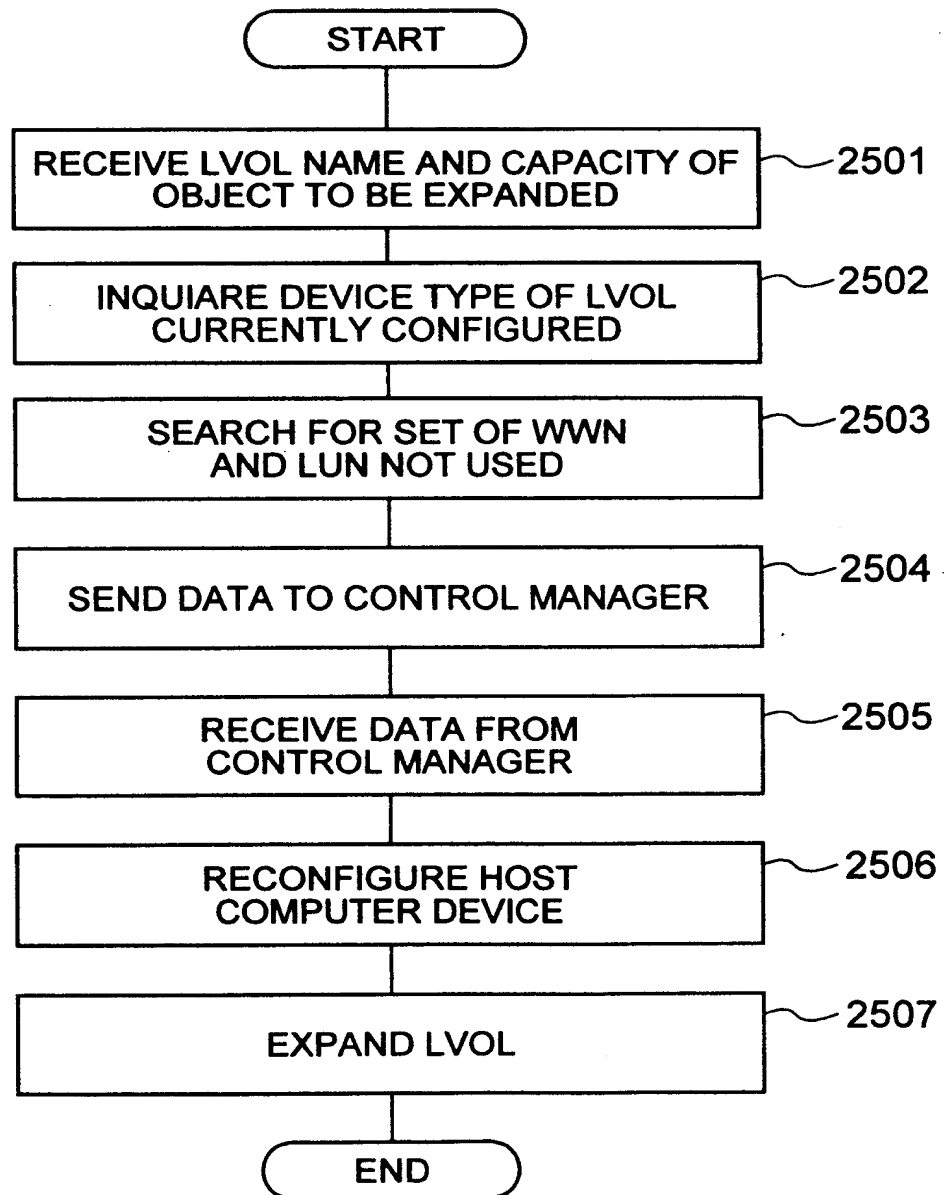 START
RECEIVE LVOL NAME AND CAPACITY OF
OBJECT TO BE EXPANDED
2501
INQUIARE DEVICE TYPE OF LVOL
CURRENTLY CONFIGURED
2502
SEARCH FOR SET OF WWN
AND LUN NOT USED
2503
SEND DATA TO CONTROL MANAGER
2504
RECEIVE DATA FROM
CONTROL MANAGER
2505
RECONFIGURE HOST
COMPUTER DEVICE
2506
EXPAND LVOL
2507
END